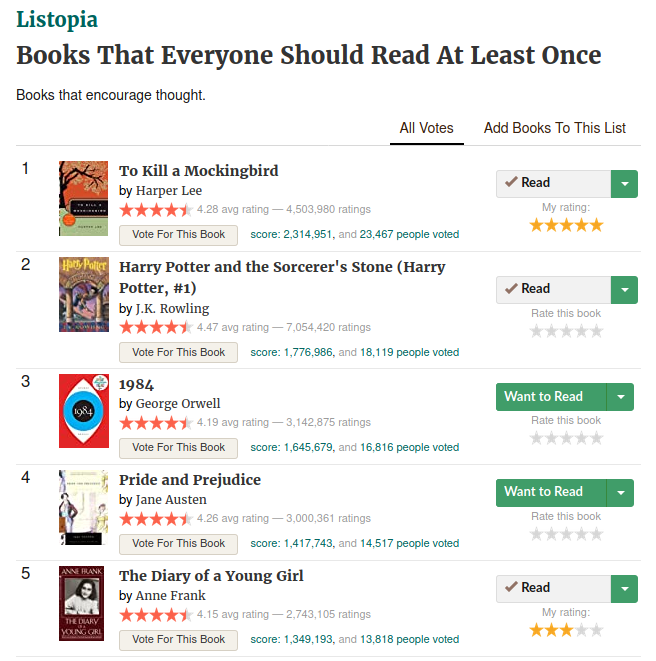 Listopia
Books That Everyone Should Read At Least Once
Books that encourage thought.
All Votes Add Books To This List
1
To Kill a Mockingbird
by Harper Lee
4.28 avg rating — 4,503,980 ratings
Vote For This Book score: 2,314,951, and 23,467 people voted
Read
My rating:
2
Harry Potter
Harry Potter and the Sorcerer's Stone (Harry
Potter, #1)
by J.K. Rowling
4.47 avg rating — 7,054,420 ratings
Vote For This Book score: 1,776,986, and 18,119 people voted
Read
Rate this book
3
1984
1984
by George Orwell
4.19 avg rating — 3,142,875 ratings
Vote For This Book score: 1,645,679, and 16,816 people voted
Want to Read
Rate this book
4
Pride and Prejudice
by Jane Austen
4.26 avg rating — 3,000,361 ratings
Vote For This Book score: 1,417,743, and 14,517 people voted
Want to Read
Rate this book
5
ANNE FRANK
THE DIARY
OF A
YOUNG GIRL
The Diary of a Young Girl
by Anne Frank
4.15 avg rating — 2,743,105 ratings
Vote For This Book score: 1,349,193, and 13,818 people voted
Read
My rating: